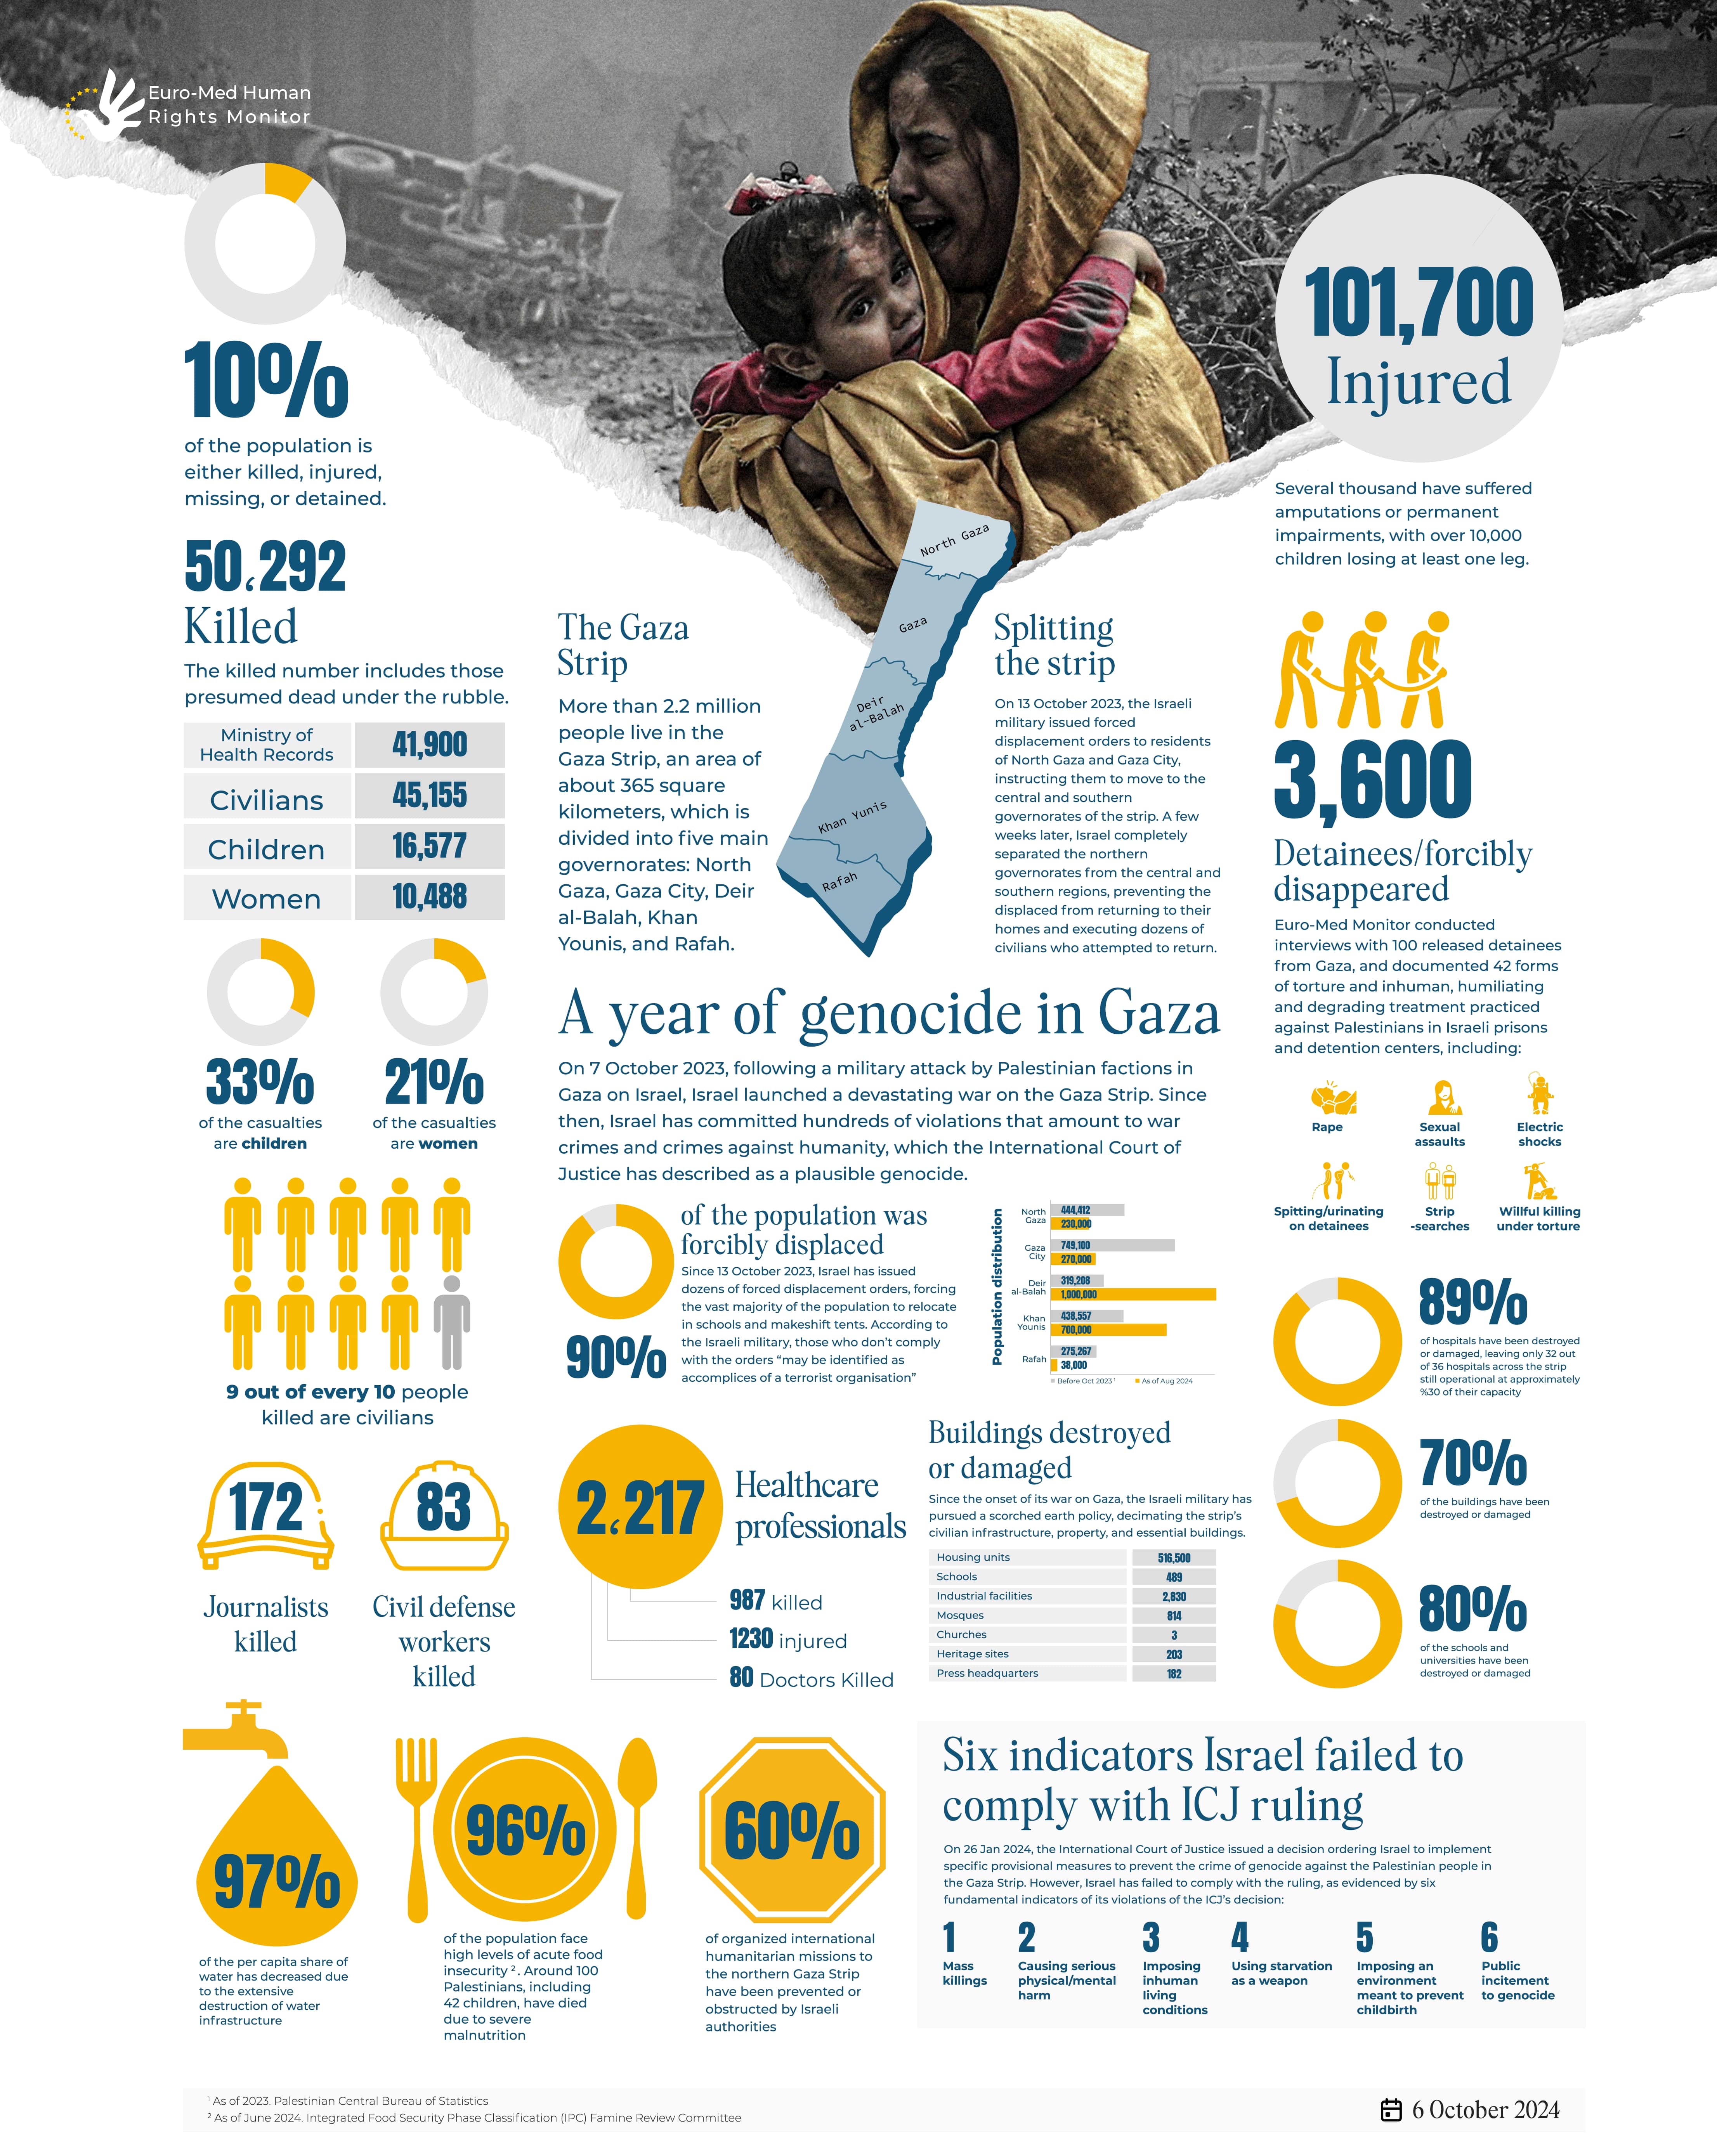 Euro-Med Human
Rights Monitor
10%
of the population is
either killed, injured,
missing, or detained.
50،292
Killed
The killed number includes those
presumed dead under the rubble.
Ministry of
Health Records
41,900
Civilians
45,155
Children
16,577
Women
10,488
33%
of the casualties
are children
21%
of the casualties
are women
9 out of every 10 people
killed are civilians
172
Journalists
killed
83
Civil defense
workers
killed
101,700
Injured
Several thousand have suffered
amputations or permanent
impairments, with over 10,000
children losing at least one leg.
The Gaza
Strip
More than 2.2 million
people live in the
Gaza Strip, an area of
about 365 square
kilometers, which is
divided into five main
governorates: North
Gaza, Gaza City, Deir
al-Balah, Khan
Younis, and Rafah.
North Gaza
Gaza
Deir
al-Balah
Khan Yunis
Rafah
Splitting
the strip
On 13 October 2023, the Israeli
military issued forced
displacement orders to residents
of North Gaza and Gaza City,
instructing them to move to the
central and southern
governorates of the strip. A few
weeks later, Israel completely
separated the northern
governorates from the central and
southern regions, preventing the
displaced from returning to their
homes and executing dozens of
civilians who attempted to return.
3,600
Detainees/forcibly
disappeared
Euro-Med Monitor conducted
interviews with 100 released detainees
from Gaza, and documented 42 forms
of torture and inhuman, humiliating
and degrading treatment practiced
against Palestinians in Israeli prisons
and detention centers, including:
Rape
Sexual
assaults
Electric
shocks
Spitting/urinating
on detainees
Strip
-searches
Willful killing
under torture
A year of genocide in Gaza
On 7 October 2023, following a military attack by Palestinian factions in
Gaza on Israel, Israel launched a devastating war on the Gaza Strip. Since
then, Israel has committed hundreds of violations that amount to war
crimes and crimes against humanity, which the International Court of
Justice has described as a plausible genocide.
90%
of the population was
forcibly displaced
Since 13 October 2023, Israel has issued
dozens of forced displacement orders, forcing
the vast majority of the population to relocate
in schools and makeshift tents. According to
the Israeli military, those who don't comply
with the orders "may be identified as
accomplices of a terrorist organisation"
Population distribution
North
Gaza
444,412
230,000
Gaza
City
749,100
270,000
Deir
al-Balah
319,208
1,000,000
Khan
Younis
438,557
700,000
Rafah
275,267
38,000
Before Oct 2023 ¹
As of Aug 2024
89%
of hospitals have been destroyed
or damaged, leaving only 32 out
of 36 hospitals across the strip
still operational at approximately
%30 of their capacity
70%
of the buildings have been
destroyed or damaged
80%
of the schools and
universities have been
destroyed or damaged
2،217
Healthcare
professionals
987 killed
1230 injured
80 Doctors Killed
Buildings destroyed
or damaged
Since the onset of its war on Gaza, the Israeli military has
pursued a scorched earth policy, decimating the strip's
civilian infrastructure, property, and essential buildings.
Housing units
516,500
Schools
489
Industrial facilities
2,830
Mosques
814
Churches
3
Heritage sites
203
Press headquarters
182
97%
of the per capita share of
water has decreased due
to the extensive
destruction of water
infrastructure
96%
of the population face
high levels of acute food
insecurity ². Around 100
Palestinians, including
42 children, have died
due to severe
malnutrition
60%
of organized international
humanitarian missions to
the northern Gaza Strip
have been prevented or
obstructed by Israeli
authorities
Six indicators Israel failed to
comply with ICJ ruling
On 26 Jan 2024, the International Court of Justice issued a decision ordering Israel to implement
specific provisional measures to prevent the crime of genocide against the Palestinian people in
the Gaza Strip. However, Israel has failed to comply with the ruling, as evidenced by six
fundamental indicators of its violations of the ICJ's decision:
1
Mass
killings
2
Causing serious
physical/mental
harm
3
Imposing
inhuman
living
conditions
4
Using starvation
as a weapon
5
Imposing an
environment
meant to prevent
childbirth
6
Public
incitement
to genocide
¹ As of 2023. Palestinian Central Bureau of Statistics
² As of June 2024. Integrated Food Security Phase Classification (IPC) Famine Review Committee
6 October 2024